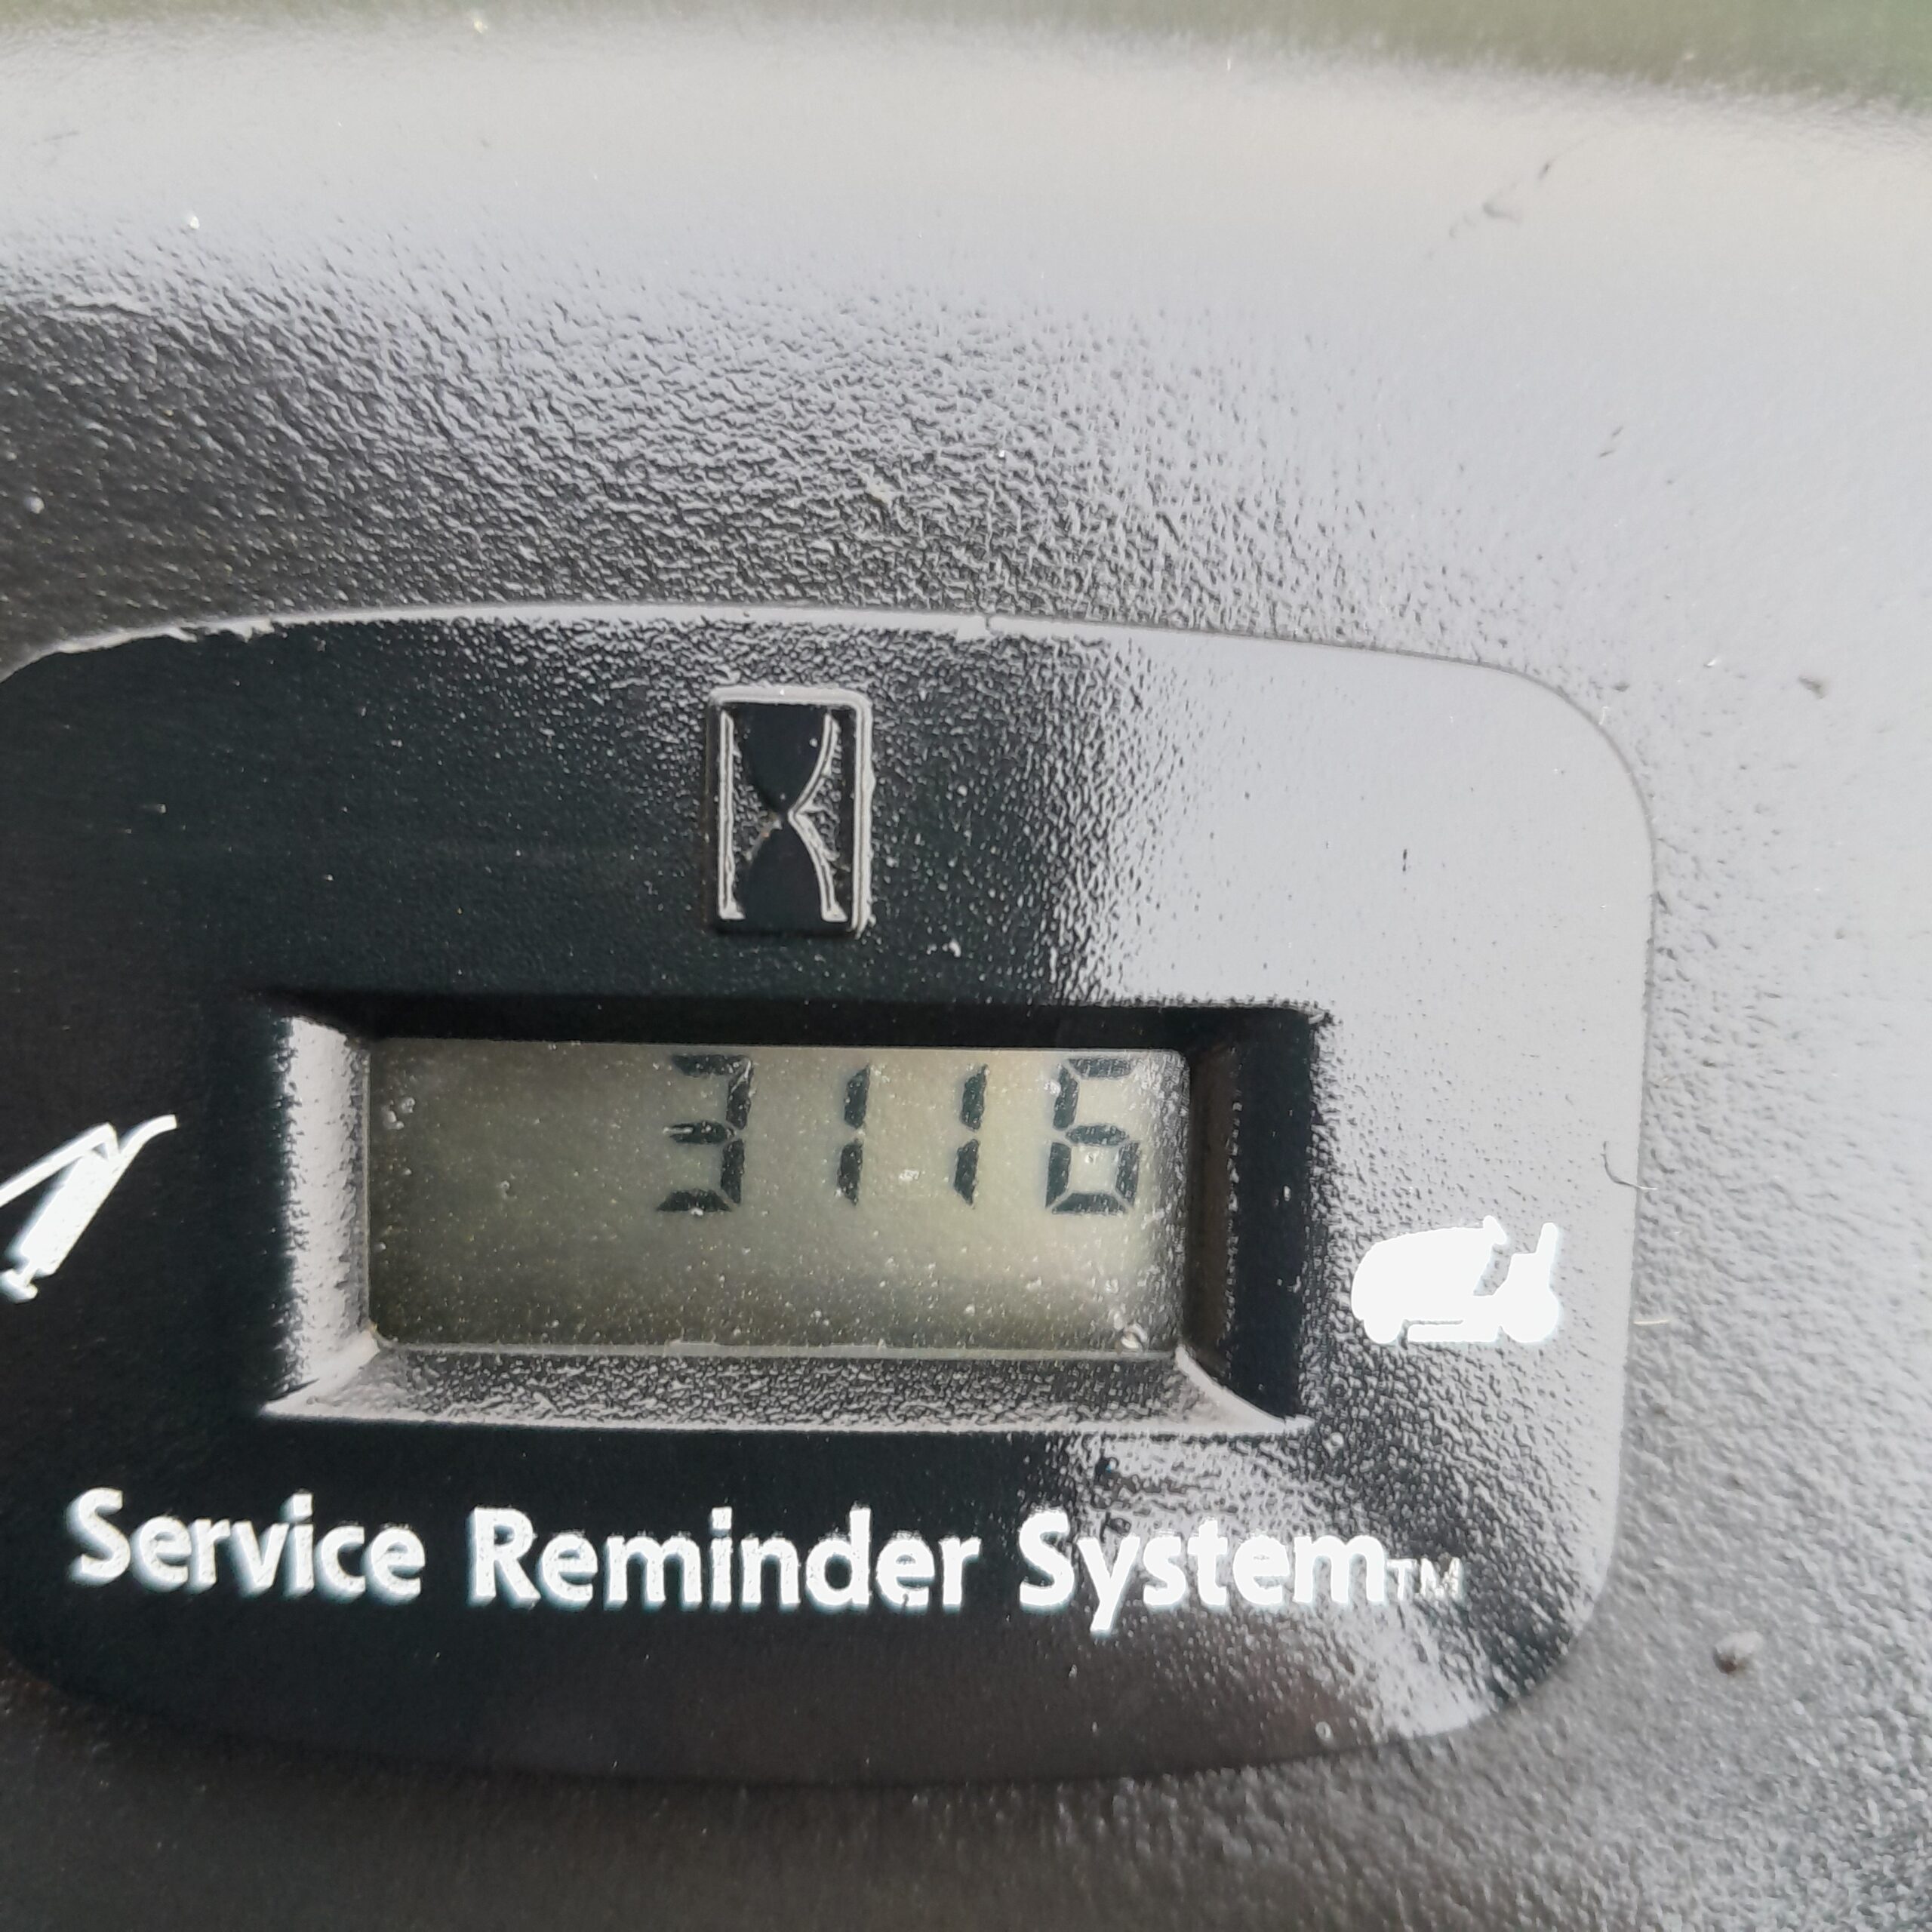 3116
Service Reminder System™